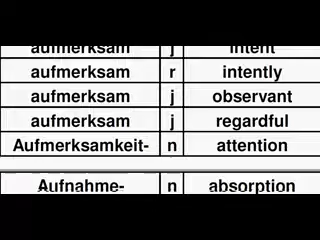 aufmerksam j intent
aufmerksam r intently
aufmerksam j observant
aufmerksam j regardful
Aufmerksamkeit- n attention
Aufnahme- n absorption